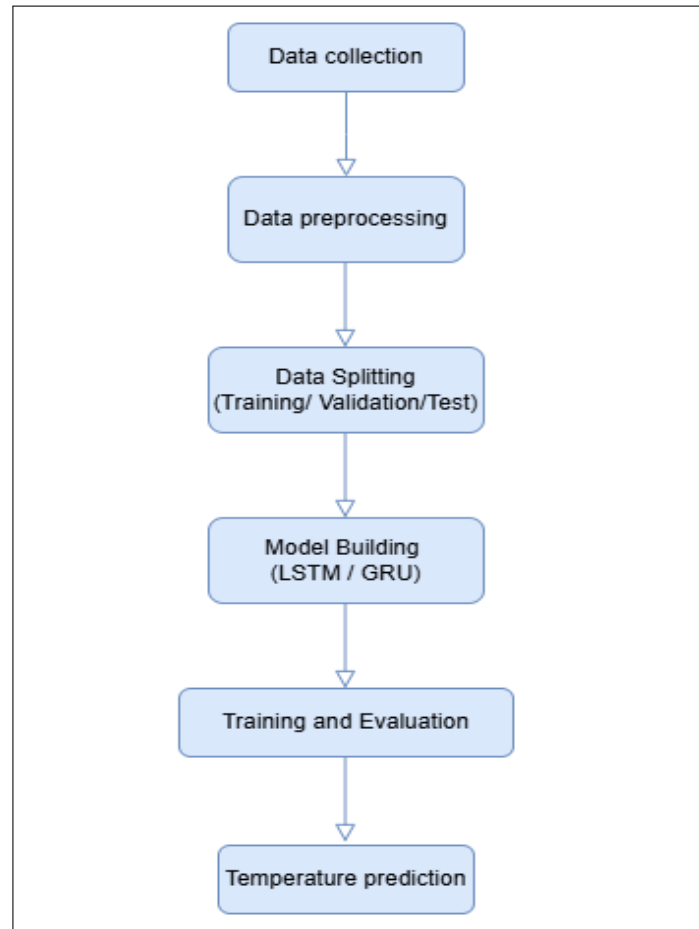 Data collection
Data preprocessing
Data Splitting
(Training/ Validation/Test)
Model Building
(LSTM / GRU)
Training and Evaluation
Temperature prediction